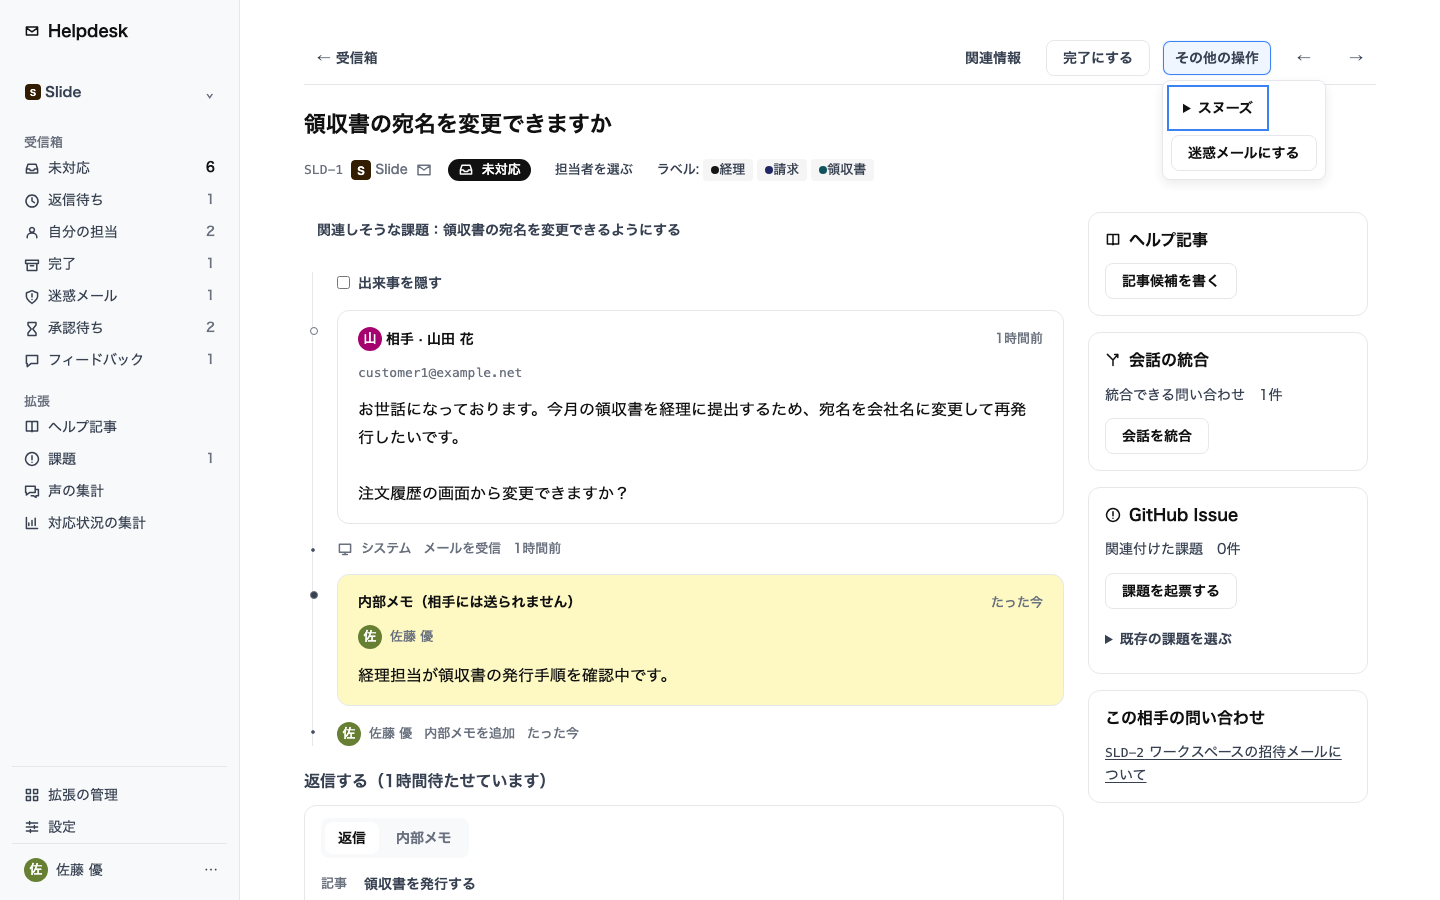 Helpdesk
S Slide
受信箱
未対応 6
返信待ち 1
自分の担当 2
完了 1
迷惑メール 1
承認待ち 2
フィードバック 1
拡張
ヘルプ記事
課題 1
声の集計
対応状況の集計
拡張の管理
設定
佐 佐藤 優 …
← 受信箱
関連情報 完了にする その他の操作 ← →
▶ スヌーズ
迷惑メールにする
領収書の宛名を変更できますか
SLD-1 S Slide 未対応 担当者を選ぶ ラベル: ●経理 ●請求 ●領収書
関連しそうな課題：領収書の宛名を変更できるようにする
出来事を隠す
山 相手 · 山田 花 1時間前
customer1@example.net
お世話になっております。今月の領収書を経理に提出するため、宛名を会社名に変更して再発
行したいです。
注文履歴の画面から変更できますか？
システム メールを受信 1時間前
内部メモ（相手には送られません） たった今
佐 佐藤 優
経理担当が領収書の発行手順を確認中です。
佐 佐藤 優 内部メモを追加 たった今
返信する（1時間待たせています）
返信 内部メモ
記事 領収書を発行する
ヘルプ記事
記事候補を書く
会話の統合
統合できる問い合わせ 1件
会話を統合
GitHub Issue
関連付けた課題 0件
課題を起票する
▶ 既存の課題を選ぶ
この相手の問い合わせ
SLD-2 ワークスペースの招待メールに
ついて